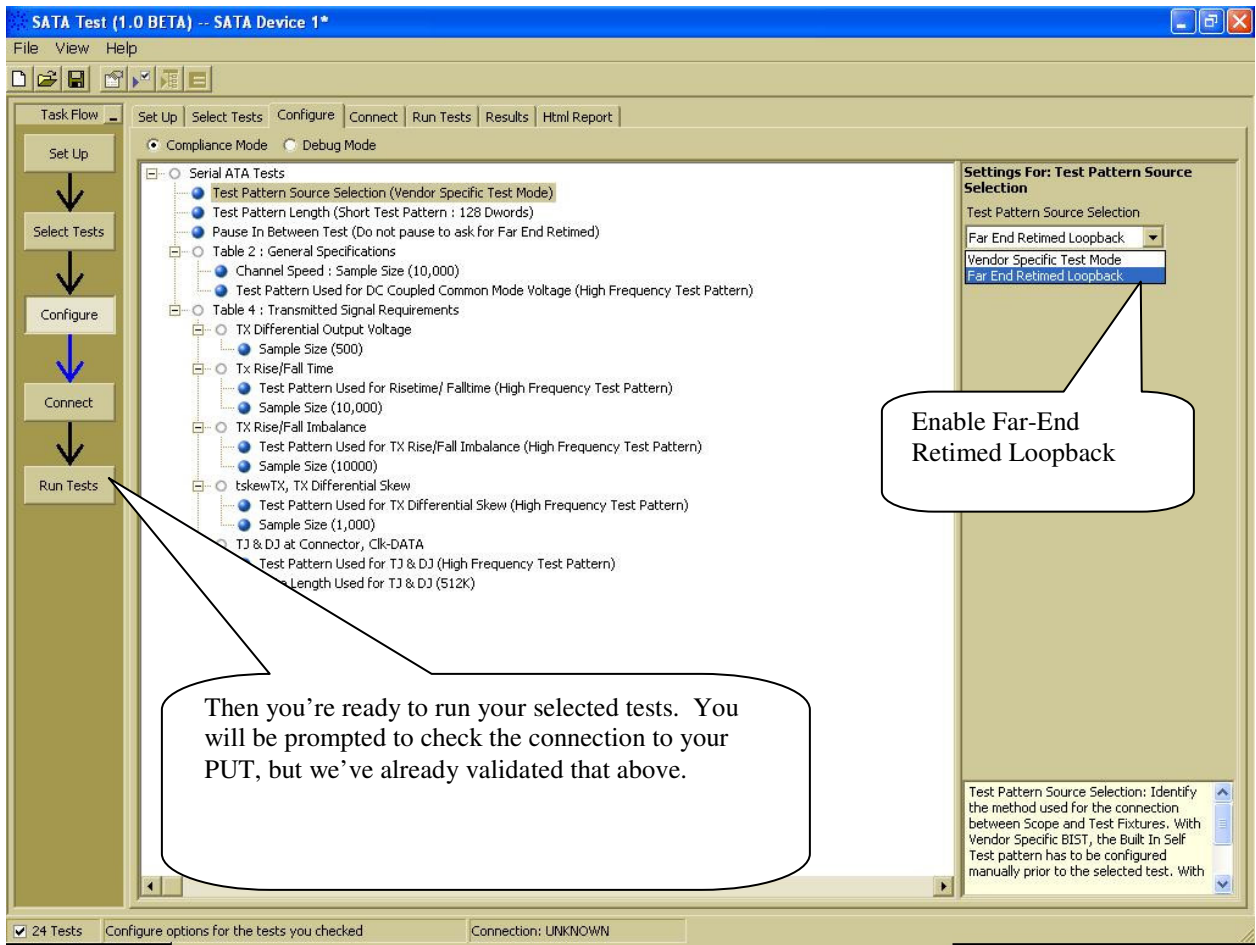 SATA Test (1.0 BETA) -- SATA Device 1*
File View Help
Task Flow
Set Up
Select Tests
Configure
Connect
Run Tests
Set Up
Select Tests
Configure
Connect
Run Tests
Results
Html Report
Compliance Mode
Debug Mode
Serial ATA Tests
Test Pattern Source Selection (Vendor Specific Test Mode)
Test Pattern Length (Short Test Pattern : 128 Dwords)
Pause In Between Test (Do not pause to ask for Far End Retimed)
Table 2 : General Specifications
Channel Speed : Sample Size (10,000)
Test Pattern Used for DC Coupled Common Mode Voltage (High Frequency Test Pattern)
Table 4 : Transmitted Signal Requirements
TX Differential Output Voltage
Sample Size (500)
Tx Rise/Fall Time
Test Pattern Used for Risetime/ Falltime (High Frequency Test Pattern)
Sample Size (10,000)
TX Rise/Fall Imbalance
Test Pattern Used for TX Rise/Fall Imbalance (High Frequency Test Pattern)
Sample Size (10000)
tskewTX, TX Differential Skew
Test Pattern Used for TX Differential Skew (High Frequency Test Pattern)
Sample Size (1,000)
TJ & DJ at Connector, Clk-DATA
Test Pattern Used for TJ & DJ (High Frequency Test Pattern)
Length Used for TJ & DJ (512K)
Settings For: Test Pattern Source
Selection
Test Pattern Source Selection
Far End Retimed Loopback
Vendor Specific Test Mode
Far End Retimed Loopback
Enable Far-End
Retimed Loopback
Then you're ready to run your selected tests. You
will be prompted to check the connection to your
PUT, but we've already validated that above.
Test Pattern Source Selection: Identify
the method used for the connection
between Scope and Test Fixtures. With
Vendor Specific BIST, the Built In Self
Test pattern has to be configured
manually prior to the selected test. With
24 Tests
Configure options for the tests you checked
Connection: UNKNOWN